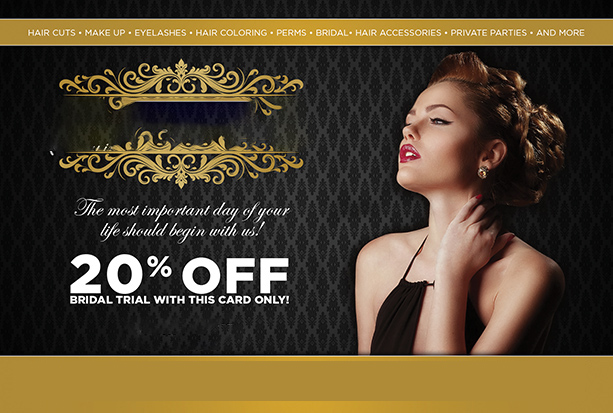 HAIR CUTS • MAKE UP • EYELASHES • HAIR COLORING • PERMS • BRIDAL• HAIR ACCESSORIES • PRIVATE PARTIES • AND MORE
The most important day of your
life should begin with us!
20% OFF
BRIDAL TRIAL WITH THIS CARD ONLY!